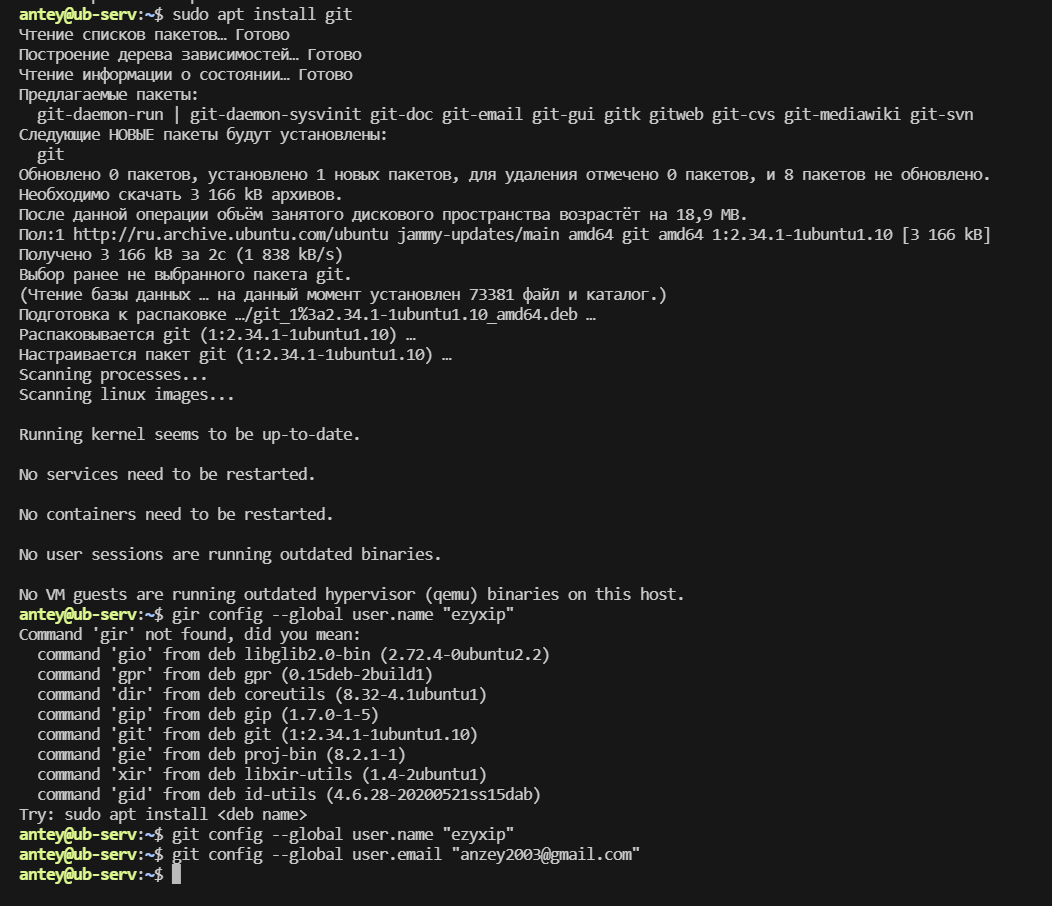 antey@ub-serv:~$ sudo apt install git
Чтение списков пакетов… Готово
Построение дерева зависимостей… Готово
Чтение информации о состоянии… Готово
Предлагаемые пакеты:
  git-daemon-run | git-daemon-sysvinit git-doc git-email git-gui gitk gitweb git-cvs git-mediawiki git-svn
Следующие НОВЫЕ пакеты будут установлены:
  git
Обновлено 0 пакетов, установлено 1 новых пакетов, для удаления отмечено 0 пакетов, и 8 пакетов не обновлено.
Необходимо скачать 3 166 kB архивов.
После данной операции объём занятого дискового пространства возрастёт на 18,9 MB.
Пол:1 http://ru.archive.ubuntu.com/ubuntu jammy-updates/main amd64 git amd64 1:2.34.1-1ubuntu1.10 [3 166 kB]
Получено 3 166 kB за 2с (1 838 kB/s)
Выбор ранее не выбранного пакета git.
(Чтение базы данных … на данный момент установлен 73381 файл и каталог.)
Подготовка к распаковке …/git_1%3a2.34.1-1ubuntu1.10_amd64.deb …
Распаковывается git (1:2.34.1-1ubuntu1.10) …
Настраивается пакет git (1:2.34.1-1ubuntu1.10) …
Scanning processes...
Scanning linux images...
Running kernel seems to be up-to-date.
No services need to be restarted.
No containers need to be restarted.
No user sessions are running outdated binaries.
No VM guests are running outdated hypervisor (qemu) binaries on this host.
antey@ub-serv:~$ gir config --global user.name "ezyxip"
Command 'gir' not found, did you mean:
  command 'gio' from deb libglib2.0-bin (2.72.4-0ubuntu2.2)
  command 'gpr' from deb gpr (0.15deb-2build1)
  command 'dir' from deb coreutils (8.32-4.1ubuntu1)
  command 'gip' from deb gip (1.7.0-1-5)
  command 'git' from deb git (1:2.34.1-1ubuntu1.10)
  command 'gie' from deb proj-bin (8.2.1-1)
  command 'xir' from deb libxir-utils (1.4-2ubuntu1)
  command 'gid' from deb id-utils (4.6.28-20200521ss15dab)
Try: sudo apt install <deb name>
antey@ub-serv:~$ git config --global user.name "ezyxip"
antey@ub-serv:~$ git config --global user.email "anzey2003@gmail.com"
antey@ub-serv:~$